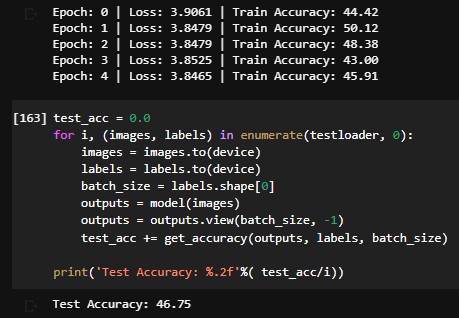 Epoch: 0 | Loss: 3.9061 | Train Accuracy: 44.42
Epoch: 1 | Loss: 3.8479 | Train Accuracy: 50.12
Epoch: 2 | Loss: 3.8479 | Train Accuracy: 48.38
Epoch: 3 | Loss: 3.8525 | Train Accuracy: 43.00
Epoch: 4 | Loss: 3.8465 | Train Accuracy: 45.91
[163] test_acc = 0.0
for i, (images, labels) in enumerate(testloader, 0):
    images = images.to(device)
    labels = labels.to(device)
    batch_size = labels.shape[0]
    outputs = model(images)
    outputs = outputs.view(batch_size, -1)
    test_acc += get_accuracy(outputs, labels, batch_size)
print('Test Accuracy: %.2f'%( test_acc/i))
Test Accuracy: 46.75